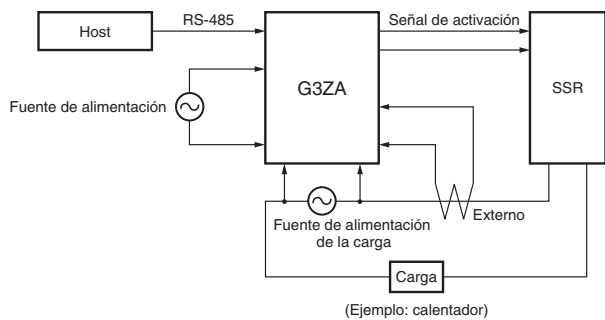 Host
RS-485
Señal de activación
G3ZA
SSR
Fuente de alimentación
Fuente de alimentación
de la carga
Externo
Carga
(Ejemplo: calentador)